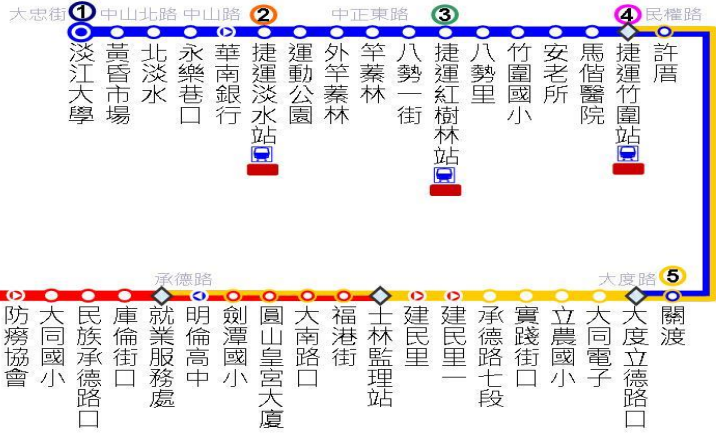 大忠街 1 中山北路 中山路 2 中正東路 3 4 民權路
淡江大學
黃昏市場
北淡水
永樂巷口
華南銀行
捷運淡水站
運動公園
外竿蓁林
竿蓁林
八勢一街
捷運紅樹林站
八勢里
竹圍國小
安老所
馬偕醫院
捷運竹圍站
許厝
承德路 大度路 5
防癆協會
大同國小
民族承德路口
庫倫街口
就業服務處
明倫高中
劍潭國小
圓山皇宮大廈
大南路口
福港街
士林監理站
建民里
建民里一
承德路七段
實踐街口
立農國小
大同電子
大度立德路口
關渡